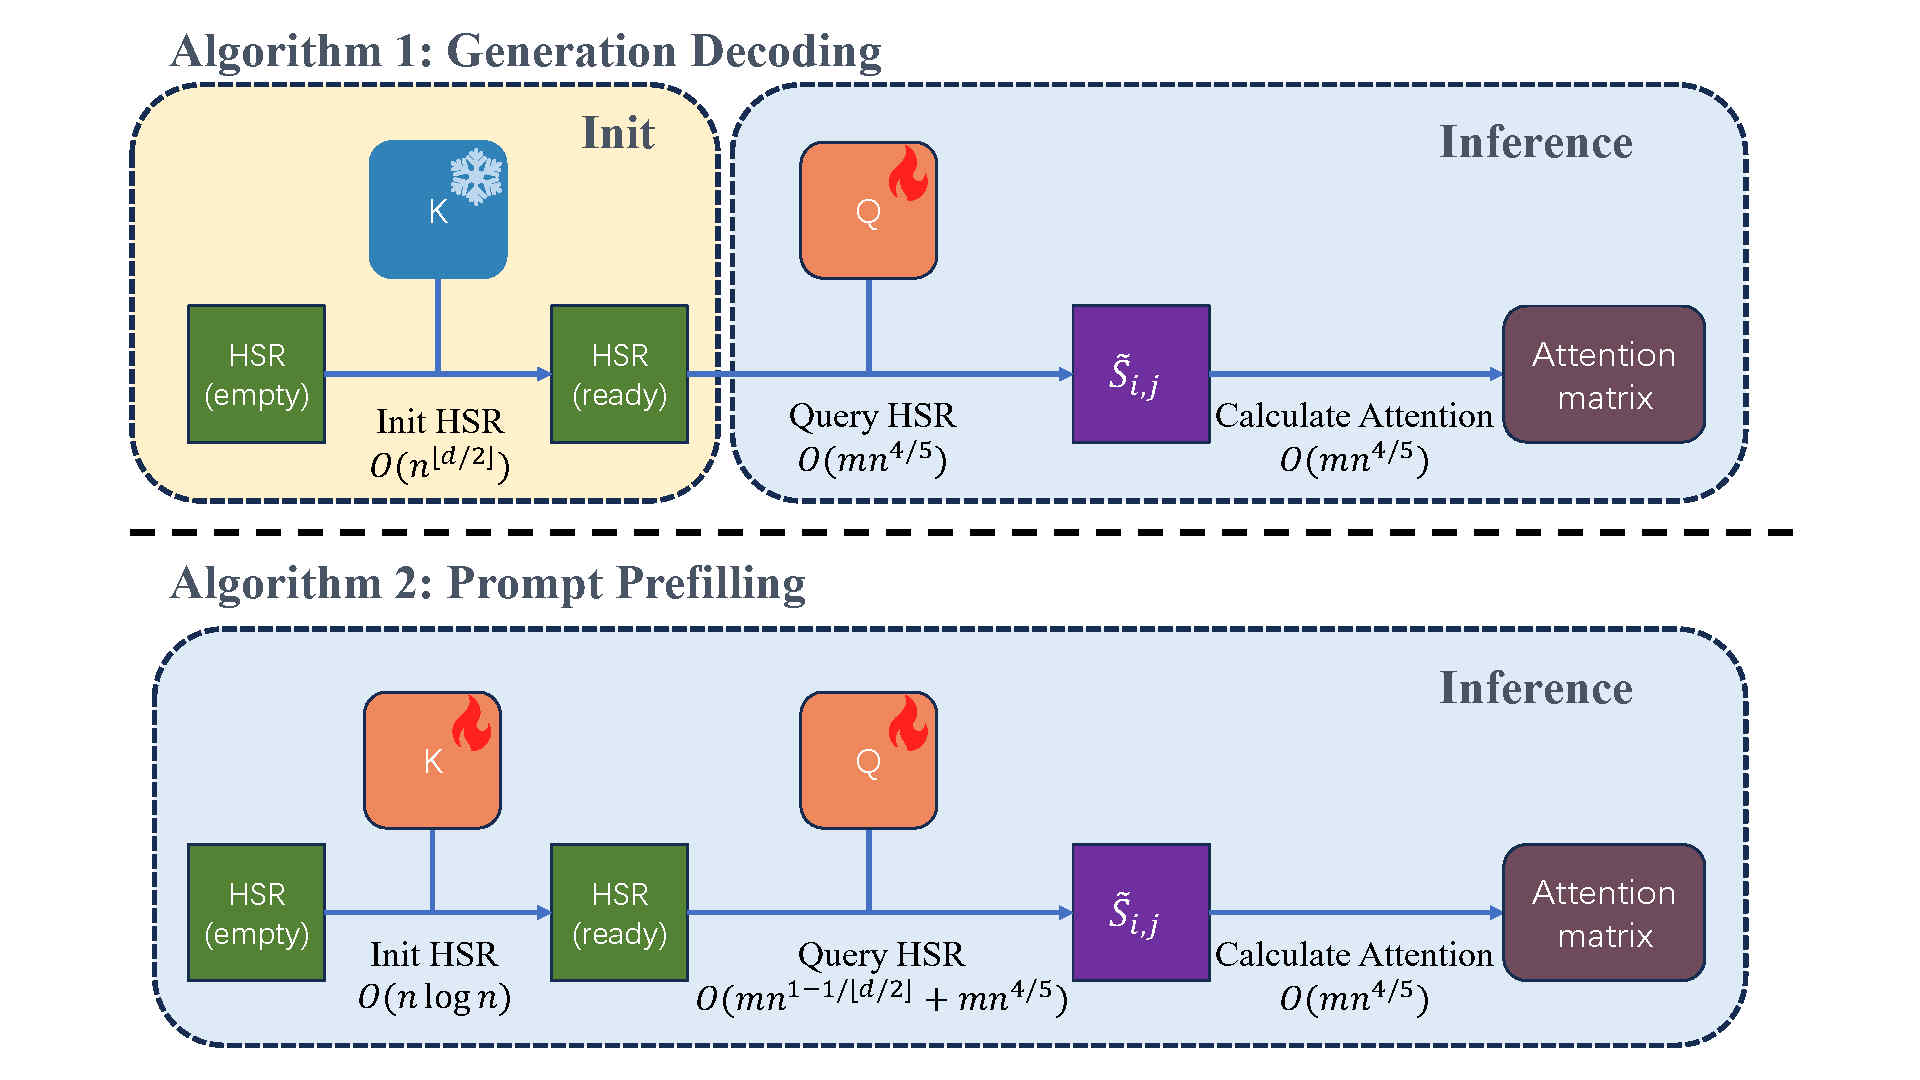 Algorithm 1: Generation Decoding
Init
Inference
K
Q
HSR
(empty)
HSR
(ready)
S̃_{i,j}
Attention
matrix
Init HSR
O(n^{⌊d/2⌋})
Query HSR
O(mn^{4/5})
Calculate Attention
O(mn^{4/5})
Algorithm 2: Prompt Prefilling
Inference
K
Q
HSR
(empty)
HSR
(ready)
S̃_{i,j}
Attention
matrix
Init HSR
O(n log n)
Query HSR
O(mn^{1−1/⌊d/2⌋} + mn^{4/5})
Calculate Attention
O(mn^{4/5})